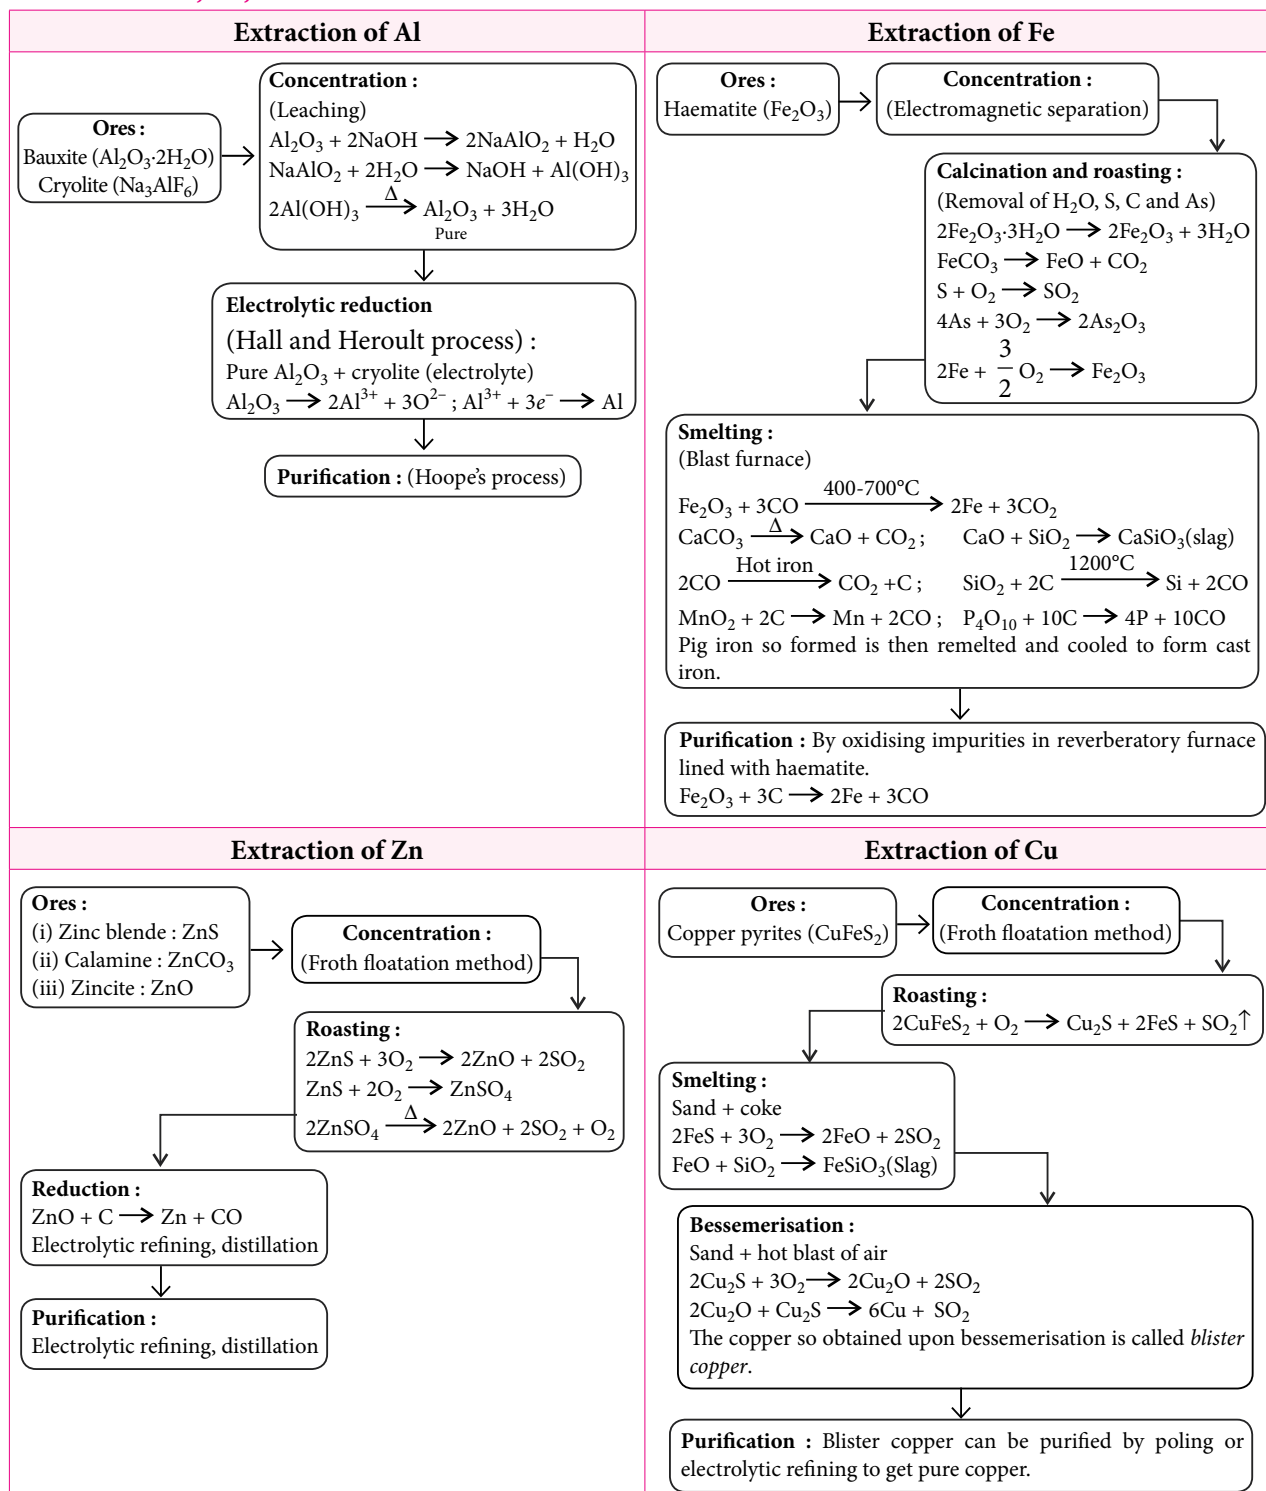 Extraction of Al
Ores :
Bauxite (Al₂O₃·2H₂O)
Cryolite (Na₃AlF₆)
Concentration :
(Leaching)
Al₂O₃ + 2NaOH ⟶ 2NaAlO₂ + H₂O
NaAlO₂ + 2H₂O ⟶ NaOH + Al(OH)₃
Δ
2Al(OH)₃ ⟶ Al₂O₃ + 3H₂O
Pure
Electrolytic reduction
(Hall and Heroult process) :
Pure Al₂O₃ + cryolite (electrolyte)
Al₂O₃ ⟶ 2Al³⁺ + 3O²⁻ ; Al³⁺ + 3e⁻ ⟶ Al
Purification : (Hoope's process)
Extraction of Fe
Ores :
Haematite (Fe₂O₃)
Concentration :
(Electromagnetic separation)
Calcination and roasting :
(Removal of H₂O, S, C and As)
2Fe₂O₃·3H₂O ⟶ 2Fe₂O₃ + 3H₂O
FeCO₃ ⟶ FeO + CO₂
S + O₂ ⟶ SO₂
4As + 3O₂ ⟶ 2As₂O₃
2Fe + 3/2 O₂ ⟶ Fe₂O₃
Smelting :
(Blast furnace)
400-700°C
Fe₂O₃ + 3CO ⟶ 2Fe + 3CO₂
Δ
CaCO₃ ⟶ CaO + CO₂ ; CaO + SiO₂ ⟶ CaSiO₃(slag)
Hot iron 1200°C
2CO ⟶ CO₂ +C ; SiO₂ + 2C ⟶ Si + 2CO
MnO₂ + 2C ⟶ Mn + 2CO ; P₄O₁₀ + 10C ⟶ 4P + 10CO
Pig iron so formed is then remelted and cooled to form cast
iron.
Purification : By oxidising impurities in reverberatory furnace
lined with haematite.
Fe₂O₃ + 3C ⟶ 2Fe + 3CO
Extraction of Zn
Ores :
(i) Zinc blende : ZnS
(ii) Calamine : ZnCO₃
(iii) Zincite : ZnO
Concentration :
(Froth floatation method)
Roasting :
2ZnS + 3O₂ ⟶ 2ZnO + 2SO₂
ZnS + 2O₂ ⟶ ZnSO₄
Δ
2ZnSO₄ ⟶ 2ZnO + 2SO₂ + O₂
Reduction :
ZnO + C ⟶ Zn + CO
Electrolytic refining, distillation
Purification :
Electrolytic refining, distillation
Extraction of Cu
Ores :
Copper pyrites (CuFeS₂)
Concentration :
(Froth floatation method)
Roasting :
2CuFeS₂ + O₂ ⟶ Cu₂S + 2FeS + SO₂↑
Smelting :
Sand + coke
2FeS + 3O₂ ⟶ 2FeO + 2SO₂
FeO + SiO₂ ⟶ FeSiO₃(Slag)
Bessemerisation :
Sand + hot blast of air
2Cu₂S + 3O₂ ⟶ 2Cu₂O + 2SO₂
2Cu₂O + Cu₂S ⟶ 6Cu + SO₂
The copper so obtained upon bessemerisation is called blister
copper.
Purification : Blister copper can be purified by poling or
electrolytic refining to get pure copper.